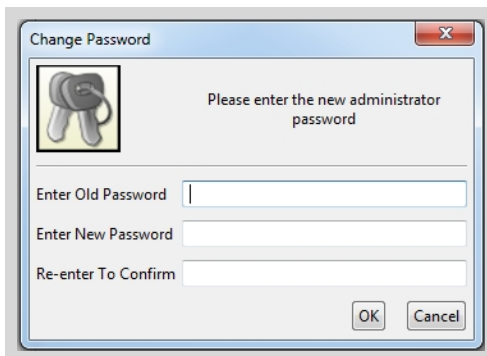 Change Password
Please enter the new administrator
password
Enter Old Password
Enter New Password
Re-enter To Confirm
OK Cancel